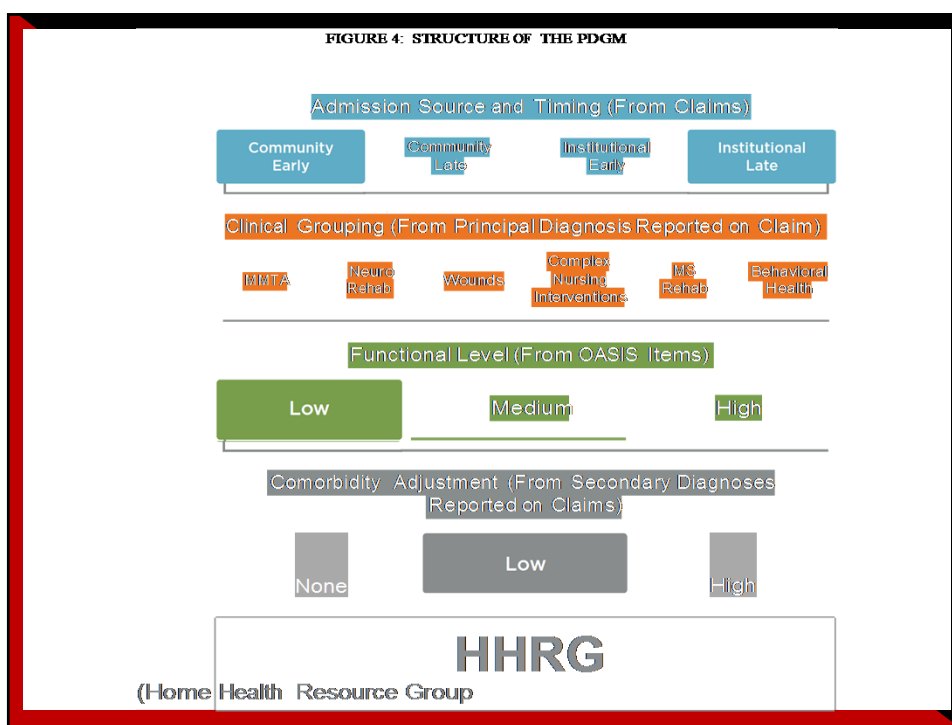 FIGURE 4: STRUCTURE OF THE PDGM
Admission Source and Timing (From Claims)
Community
Early
Community
Late
Institutional
Early
Institutional
Late
Clinical Grouping (From Principal Diagnosis Reported on Claim)
MMTA
Neuro
Rehab
Wounds
Complex
Nursing
Interventions
MS
Rehab
Behavioral
Health
Functional Level (From OASIS Items)
Low
Medium
High
Comorbidity Adjustment (From Secondary Diagnoses
Reported on Claims)
None
Low
High
HHRG
(Home Health Resource Group